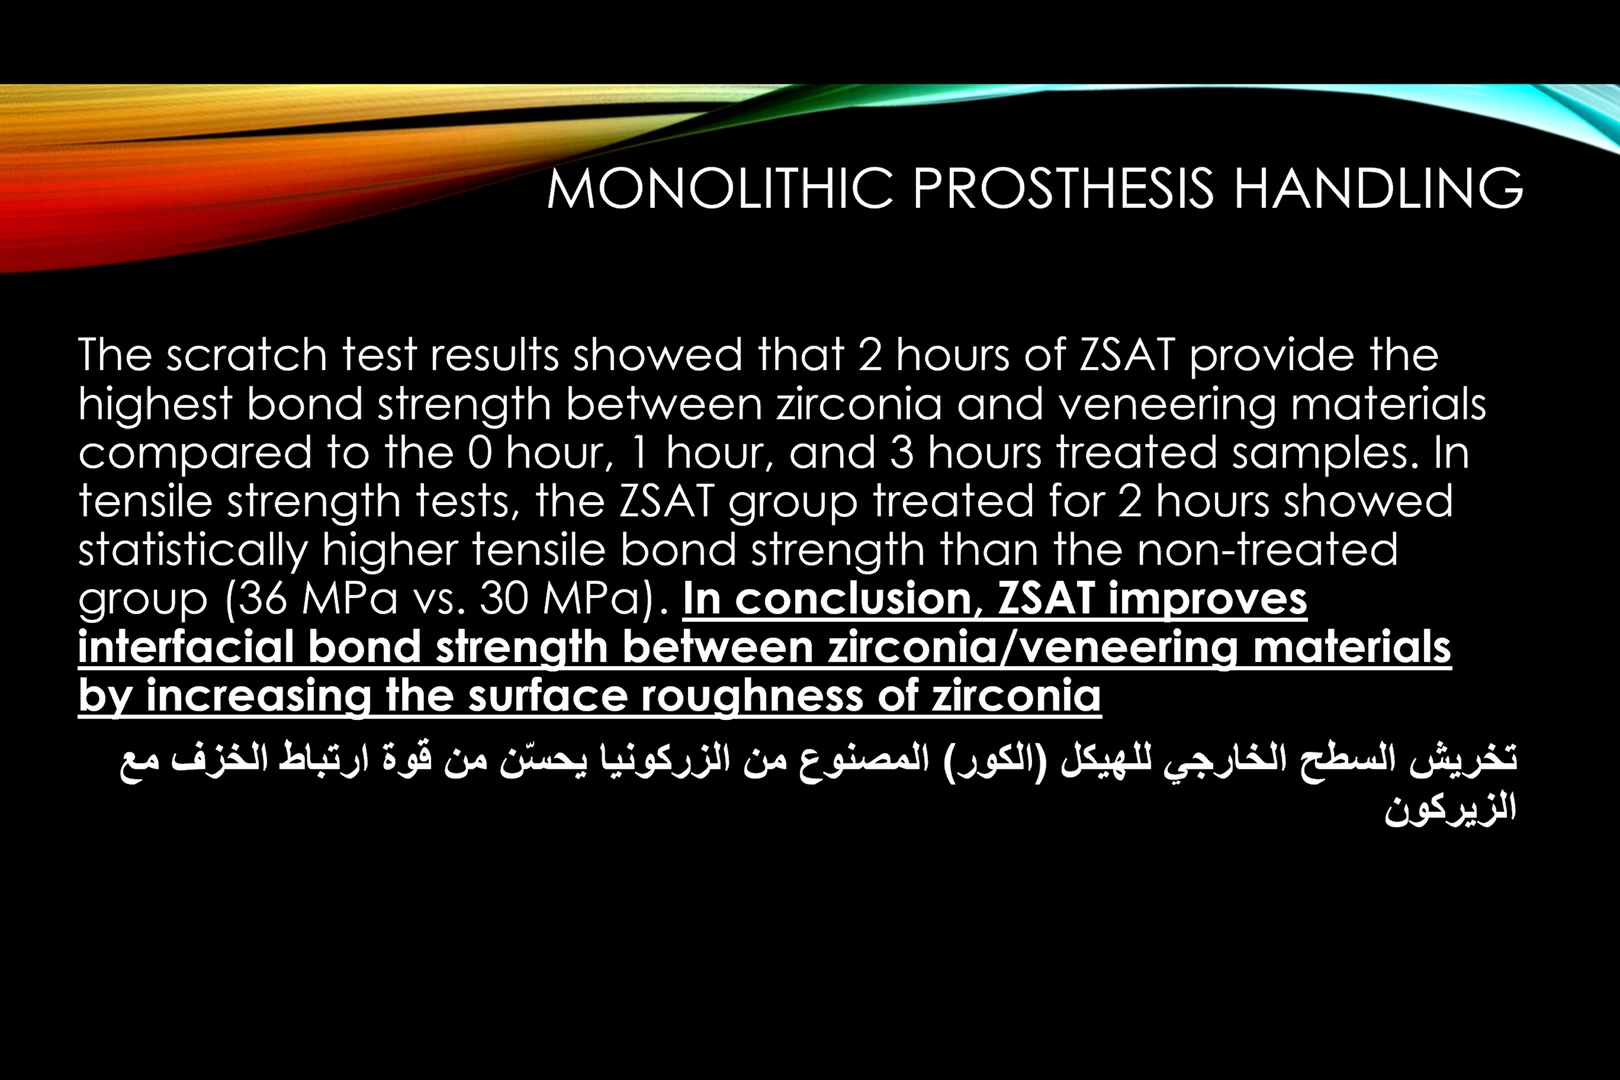 MONOLITHIC PROSTHESIS HANDLING
The scratch test results showed that 2 hours of ZSAT provide the
highest bond strength between zirconia and veneering materials
compared to the 0 hour, 1 hour, and 3 hours treated samples. In
tensile strength tests, the ZSAT group treated for 2 hours showed
statistically higher tensile bond strength than the non-treated
group (36 MPa vs. 30 MPa). In conclusion, ZSAT improves
interfacial bond strength between zirconia/veneering materials
by increasing the surface roughness of zirconia
تخريش السطح الخارجي للهيكل (الكور) المصنوع من الزركونيا يحسّن من قوة ارتباط الخزف مع
الزيركون